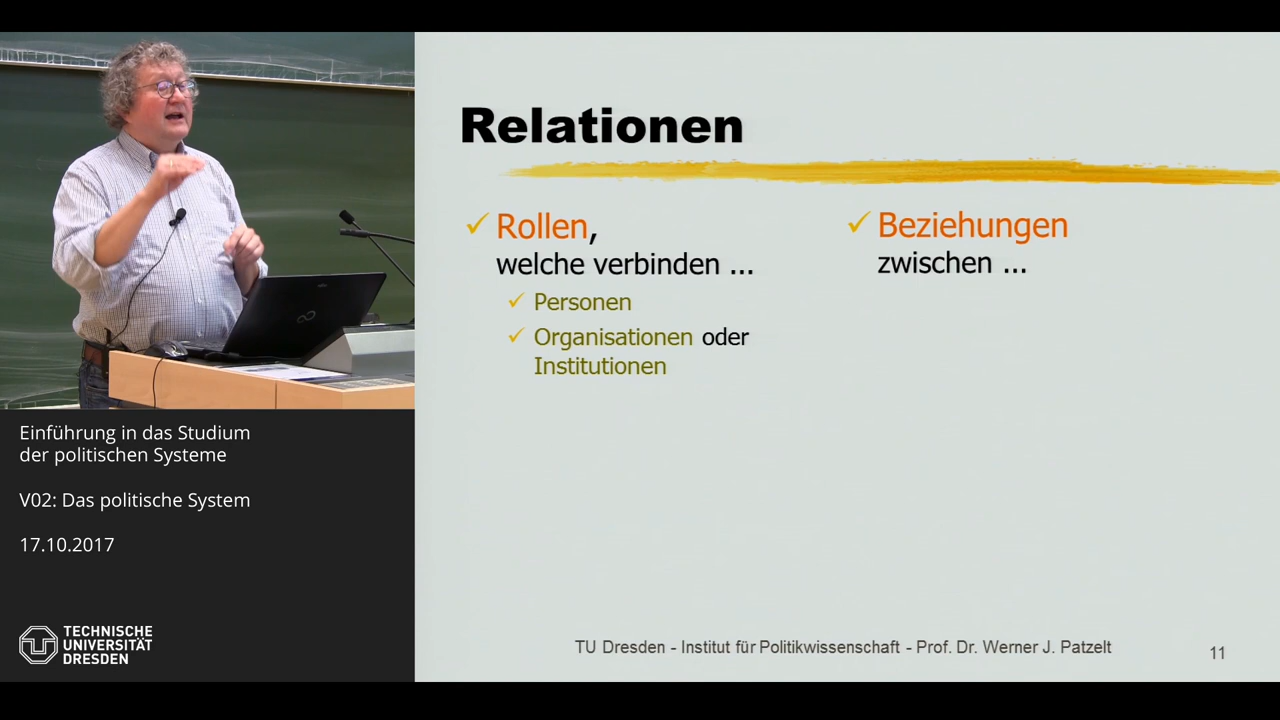 Relationen
Rollen,
welche verbinden ...
Personen
Organisationen oder
Institutionen
Beziehungen
zwischen ...
Einführung in das Studium
der politischen Systeme
V02: Das politische System
17.10.2017
TECHNISCHE
UNIVERSITÄT
DRESDEN
TU Dresden - Institut für Politikwissenschaft - Prof. Dr. Werner J. Patzelt
11